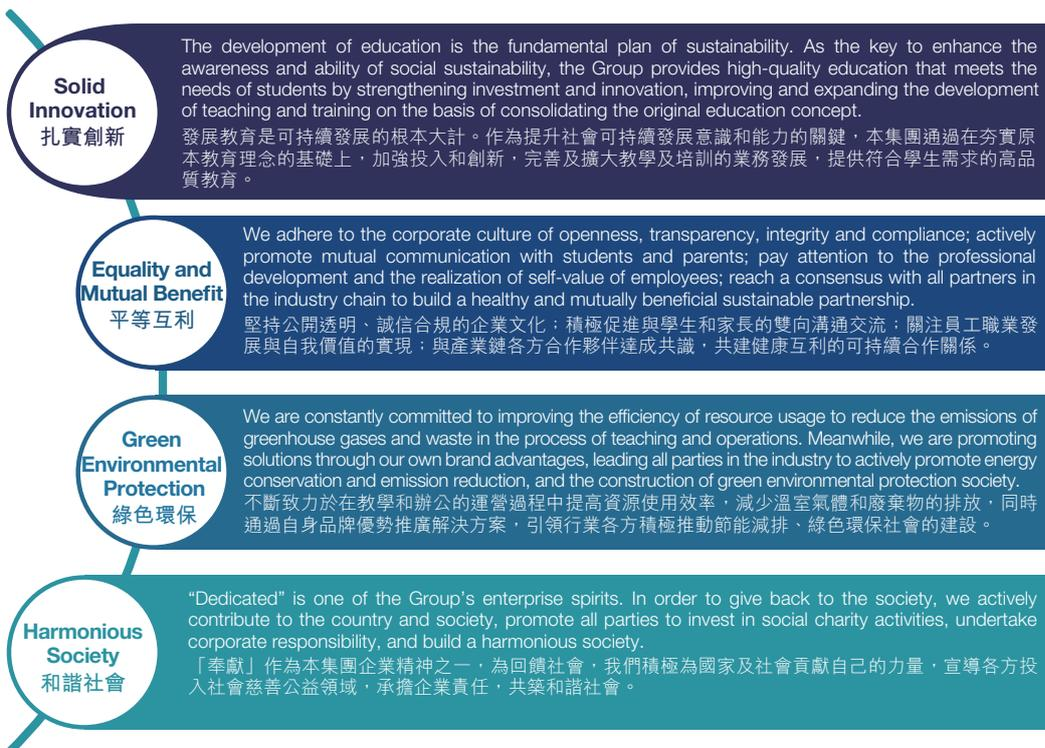 Solid
Innovation
扎實創新
The development of education is the fundamental plan of sustainability. As the key to enhance the
awareness and ability of social sustainability, the Group provides high-quality education that meets the
needs of students by strengthening investment and innovation, improving and expanding the development
of teaching and training on the basis of consolidating the original education concept.
發展教育是可持續發展的根本大計。作為提升社會可持續發展意識和能力的關鍵，本集團通過在夯實原
本教育理念的基礎上，加強投入和創新，完善及擴大教學及培訓的業務發展，提供符合學生需求的高品
質教育。
Equality and
Mutual Benefit
平等互利
We adhere to the corporate culture of openness, transparency, integrity and compliance; actively
promote mutual communication with students and parents; pay attention to the professional
development and the realization of self-value of employees; reach a consensus with all partners in
the industry chain to build a healthy and mutually beneficial sustainable partnership.
堅持公開透明、誠信合規的企業文化；積極促進與學生和家長的雙向溝通交流；關注員工職業發
展與自我價值的實現；與產業鏈各方合作夥伴達成共識，共建健康互利的可持續合作關係。
Green
Environmental
Protection
綠色環保
We are constantly committed to improving the efficiency of resource usage to reduce the emissions of
greenhouse gases and waste in the process of teaching and operations. Meanwhile, we are promoting
solutions through our own brand advantages, leading all parties in the industry to actively promote energy
conservation and emission reduction, and the construction of green environmental protection society.
不斷致力於在教學和辦公的運營過程中提高資源使用效率，減少溫室氣體和廢棄物的排放，同時
通過自身品牌優勢推廣解決方案，引領行業各方積極推動節能減排、綠色環保社會的建設。
Harmonious
Society
和諧社會
“Dedicated” is one of the Group’s enterprise spirits. In order to give back to the society, we actively
contribute to the country and society, promote all parties to invest in social charity activities, undertake
corporate responsibility, and build a harmonious society.
「奉獻」作為本集團企業精神之一，為回饋社會，我們積極為國家及社會貢獻自己的力量，宣導各方投
入社會慈善公益領域，承擔企業責任，共築和諧社會。